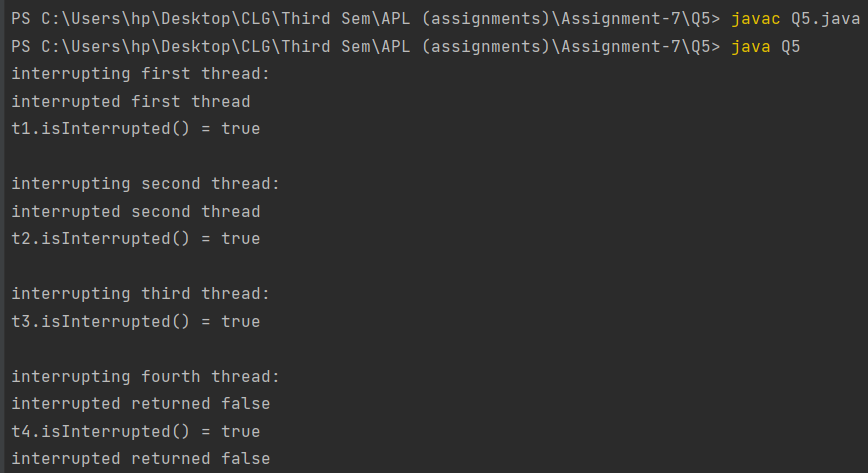 PS C:\Users\hp\Desktop\CLG\Third Sem\APL (assignments)\Assignment-7\Q5> javac Q5.java
PS C:\Users\hp\Desktop\CLG\Third Sem\APL (assignments)\Assignment-7\Q5> java Q5
interrupting first thread:
interrupted first thread
t1.isInterrupted() = true
interrupting second thread:
interrupted second thread
t2.isInterrupted() = true
interrupting third thread:
t3.isInterrupted() = true
interrupting fourth thread:
interrupted returned false
t4.isInterrupted() = true
interrupted returned false